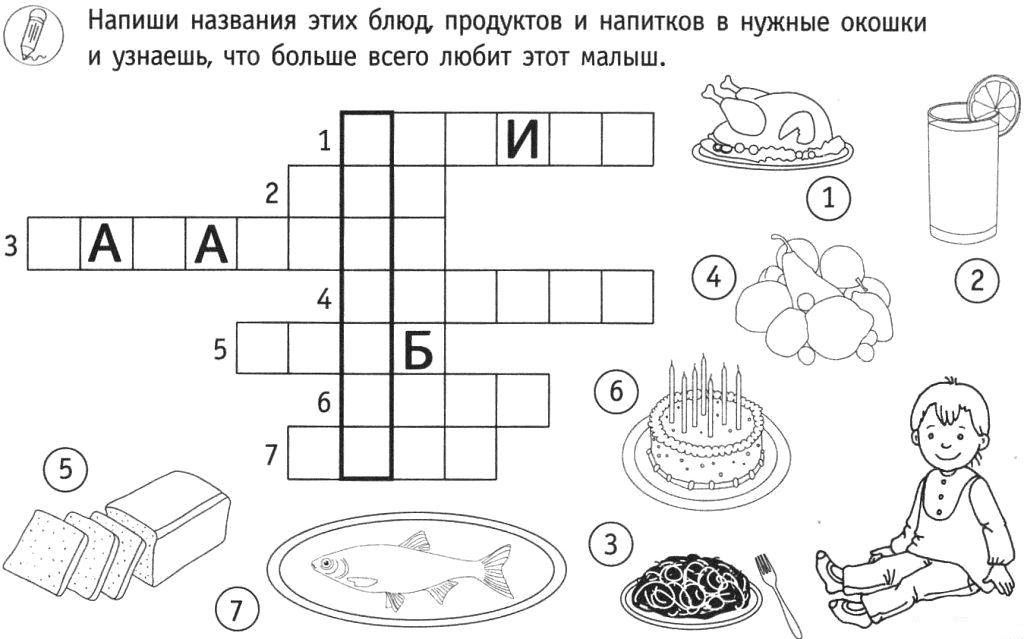 Напиши названия этих блюд, продуктов и напитков в нужные окошки
и узнаешь, что больше всего любит этот малыш.
1 И
2
3 А А
4
5 Б
6
7
1
2
4
6
5
3
7